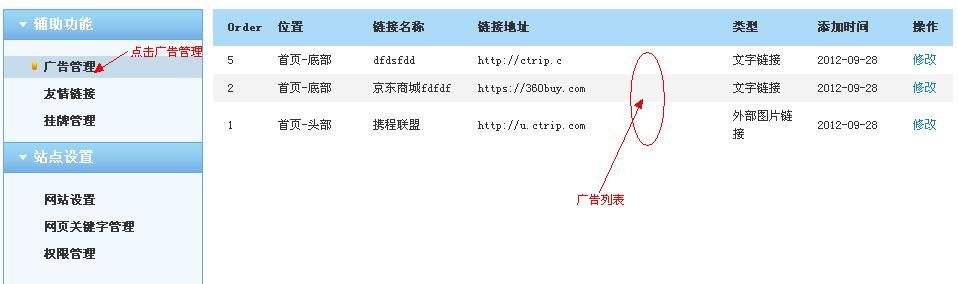 辅助功能
点击广告管理
广告管理
友情链接
挂牌管理
站点设置
网站设置
网页关键字管理
权限管理
Order 位置 链接名称 链接地址 类型 添加时间 操作
5 首页-底部 dfdsfdd http://ctrip.c 文字链接 2012-09-28 修改
2 首页-底部 京东商城fdfdf https://360buy.com 文字链接 2012-09-28 修改
1 首页-头部 携程联盟 http://u.ctrip.com 外部图片链接 2012-09-28 修改
广告列表